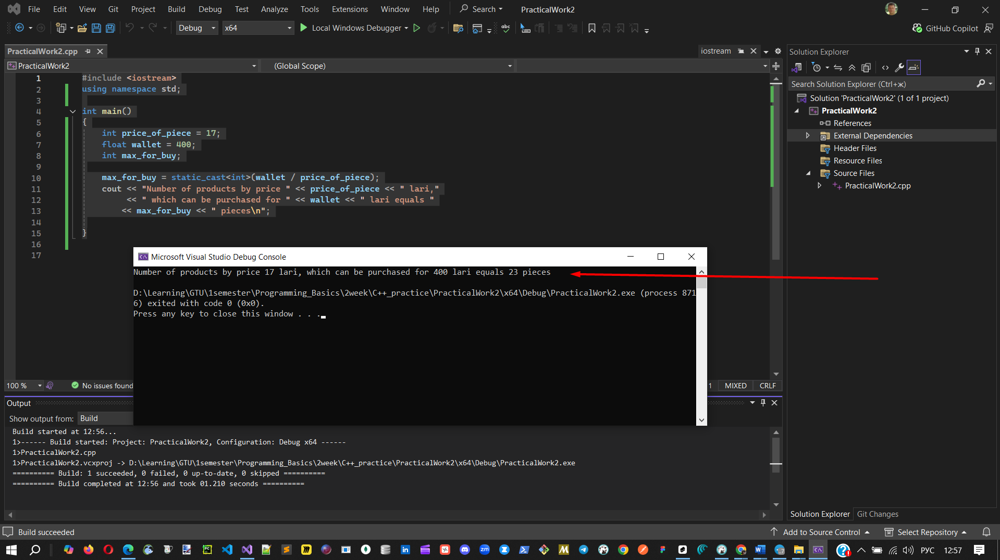 File Edit View Git Project Build Debug Test Analyze Tools Extensions Window Help Search PracticalWork2
Debug x64 Local Windows Debugger abc GitHub Copilot
PracticalWork2.cpp iostream
PracticalWork2 (Global Scope)
1 #include <iostream>
2 using namespace std;
3
4 int main()
5 {
6 int price_of_piece = 17;
7 float wallet = 400;
8 int max_for_buy;
9
10 max_for_buy = static_cast<int>(wallet / price_of_piece);
11 cout << "Number of products by price " << price_of_piece << " lari,"
12 << " which can be purchased for " << wallet << " lari equals "
13 << max_for_buy << " pieces\n";
14
15 }
16
17
Microsoft Visual Studio Debug Console
Number of products by price 17 lari, which can be purchased for 400 lari equals 23 pieces
D:\Learning\GTU\1semester\Programming_Basics\2week\C++_practice\PracticalWork2\x64\Debug\PracticalWork2.exe (process 871
6) exited with code 0 (0x0).
Press any key to close this window . . .
100 % No issues found 1 MIXED CRLF
Output
Show output from: Build
Build started at 12:56...
1>------ Build started: Project: PracticalWork2, Configuration: Debug x64 ------
1>PracticalWork2.cpp
1>PracticalWork2.vcxproj -> D:\Learning\GTU\1semester\Programming_Basics\2week\C++_practice\PracticalWork2\x64\Debug\PracticalWork2.exe
========== Build: 1 succeeded, 0 failed, 0 up-to-date, 0 skipped ==========
========== Build completed at 12:56 and took 01.210 seconds ==========
Solution Explorer
Search Solution Explorer (Ctrl+ж)
Solution 'PracticalWork2' (1 of 1 project)
PracticalWork2
References
External Dependencies
Header Files
Resource Files
Source Files
PracticalWork2.cpp
Solution Explorer Git Changes
Build succeeded Add to Source Control Select Repository
РУС 12:57